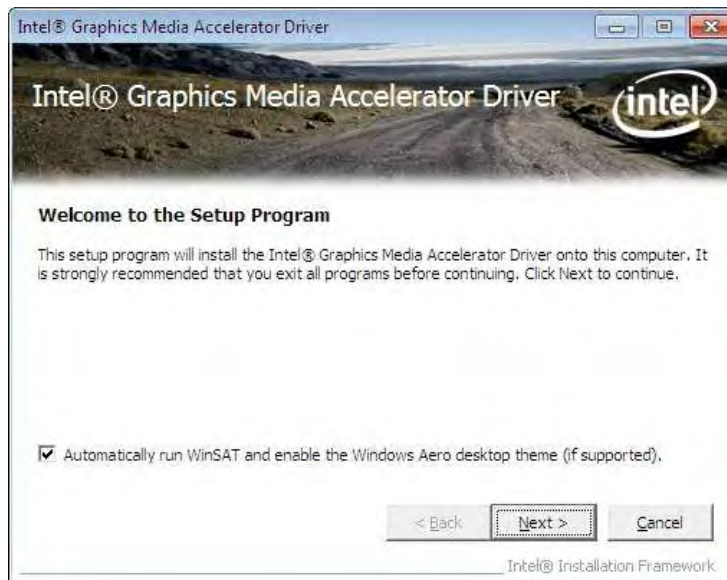 Intel® Graphics Media Accelerator Driver
Intel® Graphics Media Accelerator Driver
intel
Welcome to the Setup Program
This setup program will install the Intel® Graphics Media Accelerator Driver onto this computer. It
is strongly recommended that you exit all programs before continuing. Click Next to continue.
Automatically run WinSAT and enable the Windows Aero desktop theme (if supported).
< Back
Next >
Cancel
Intel® Installation Framework